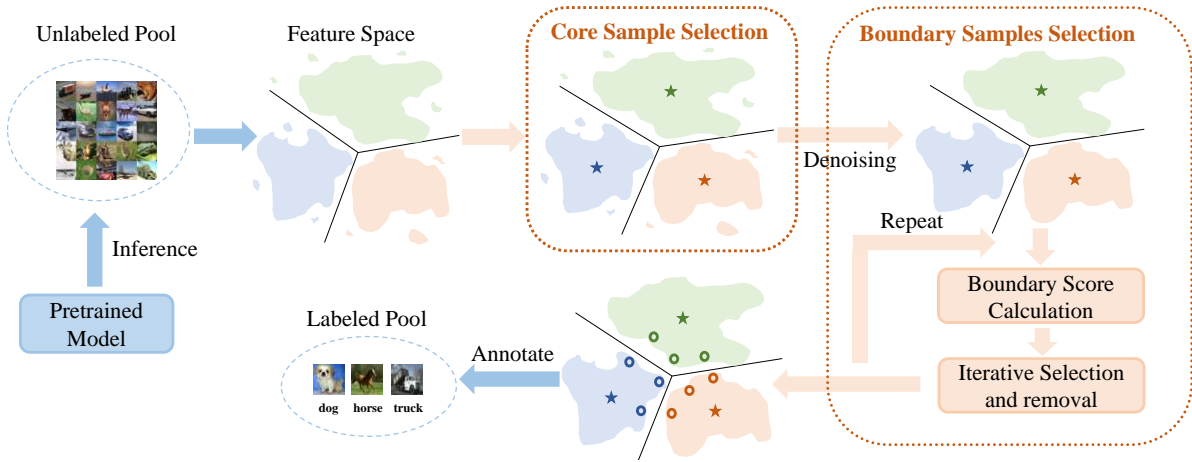 Unlabeled Pool
Feature Space
Core Sample Selection
Boundary Samples Selection
Denoising
Inference
Repeat
Pretrained
Model
Boundary Score
Calculation
Labeled Pool
Annotate
Iterative Selection
and removal
dog horse truck